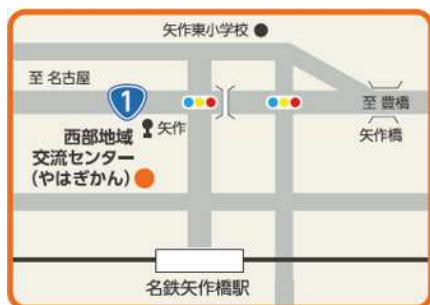 矢作東小学校
至 名古屋
1
至 豊橋
矢作
矢作橋
西部地域
交流センター
(やはぎかん)
名鉄矢作橋駅